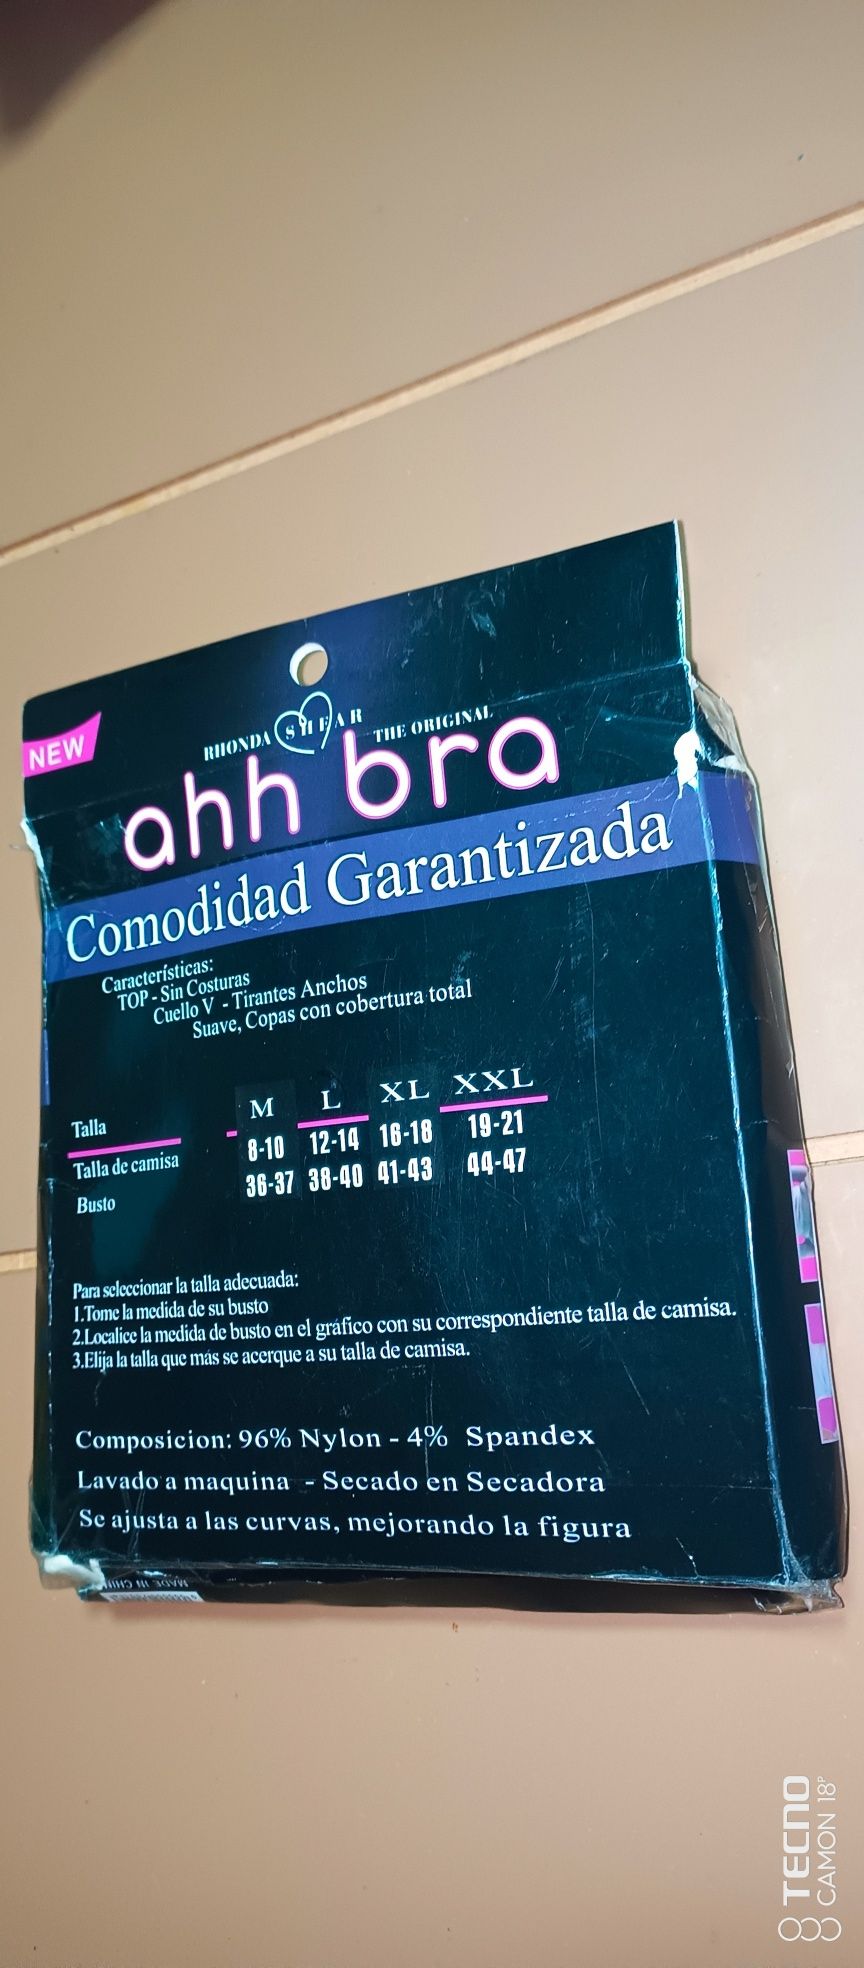 NEW
RHONDA SHEAR THE ORIGINAL
ahh bra
Comodidad Garantizada
Características:
TOP - Sin Costuras
Cuello V - Tirantes Anchos
Suave, Copas con cobertura total
Talla M L XL XXL
Talla de camisa 8-10 12-14 16-18 19-21
Busto 36-37 38-40 41-43 44-47
Para seleccionar la talla adecuada:
1.Tome la medida de su busto
2.Localice la medida de busto en el gráfico con su correspondiente talla de camisa.
3.Elija la talla que más se acerque a su talla de camisa.
Composicion: 96% Nylon - 4% Spandex
Lavado a maquina - Secado en Secadora
Se ajusta a las curvas, mejorando la figura
MADE IN CHINA
TECNO
CAMON 18P